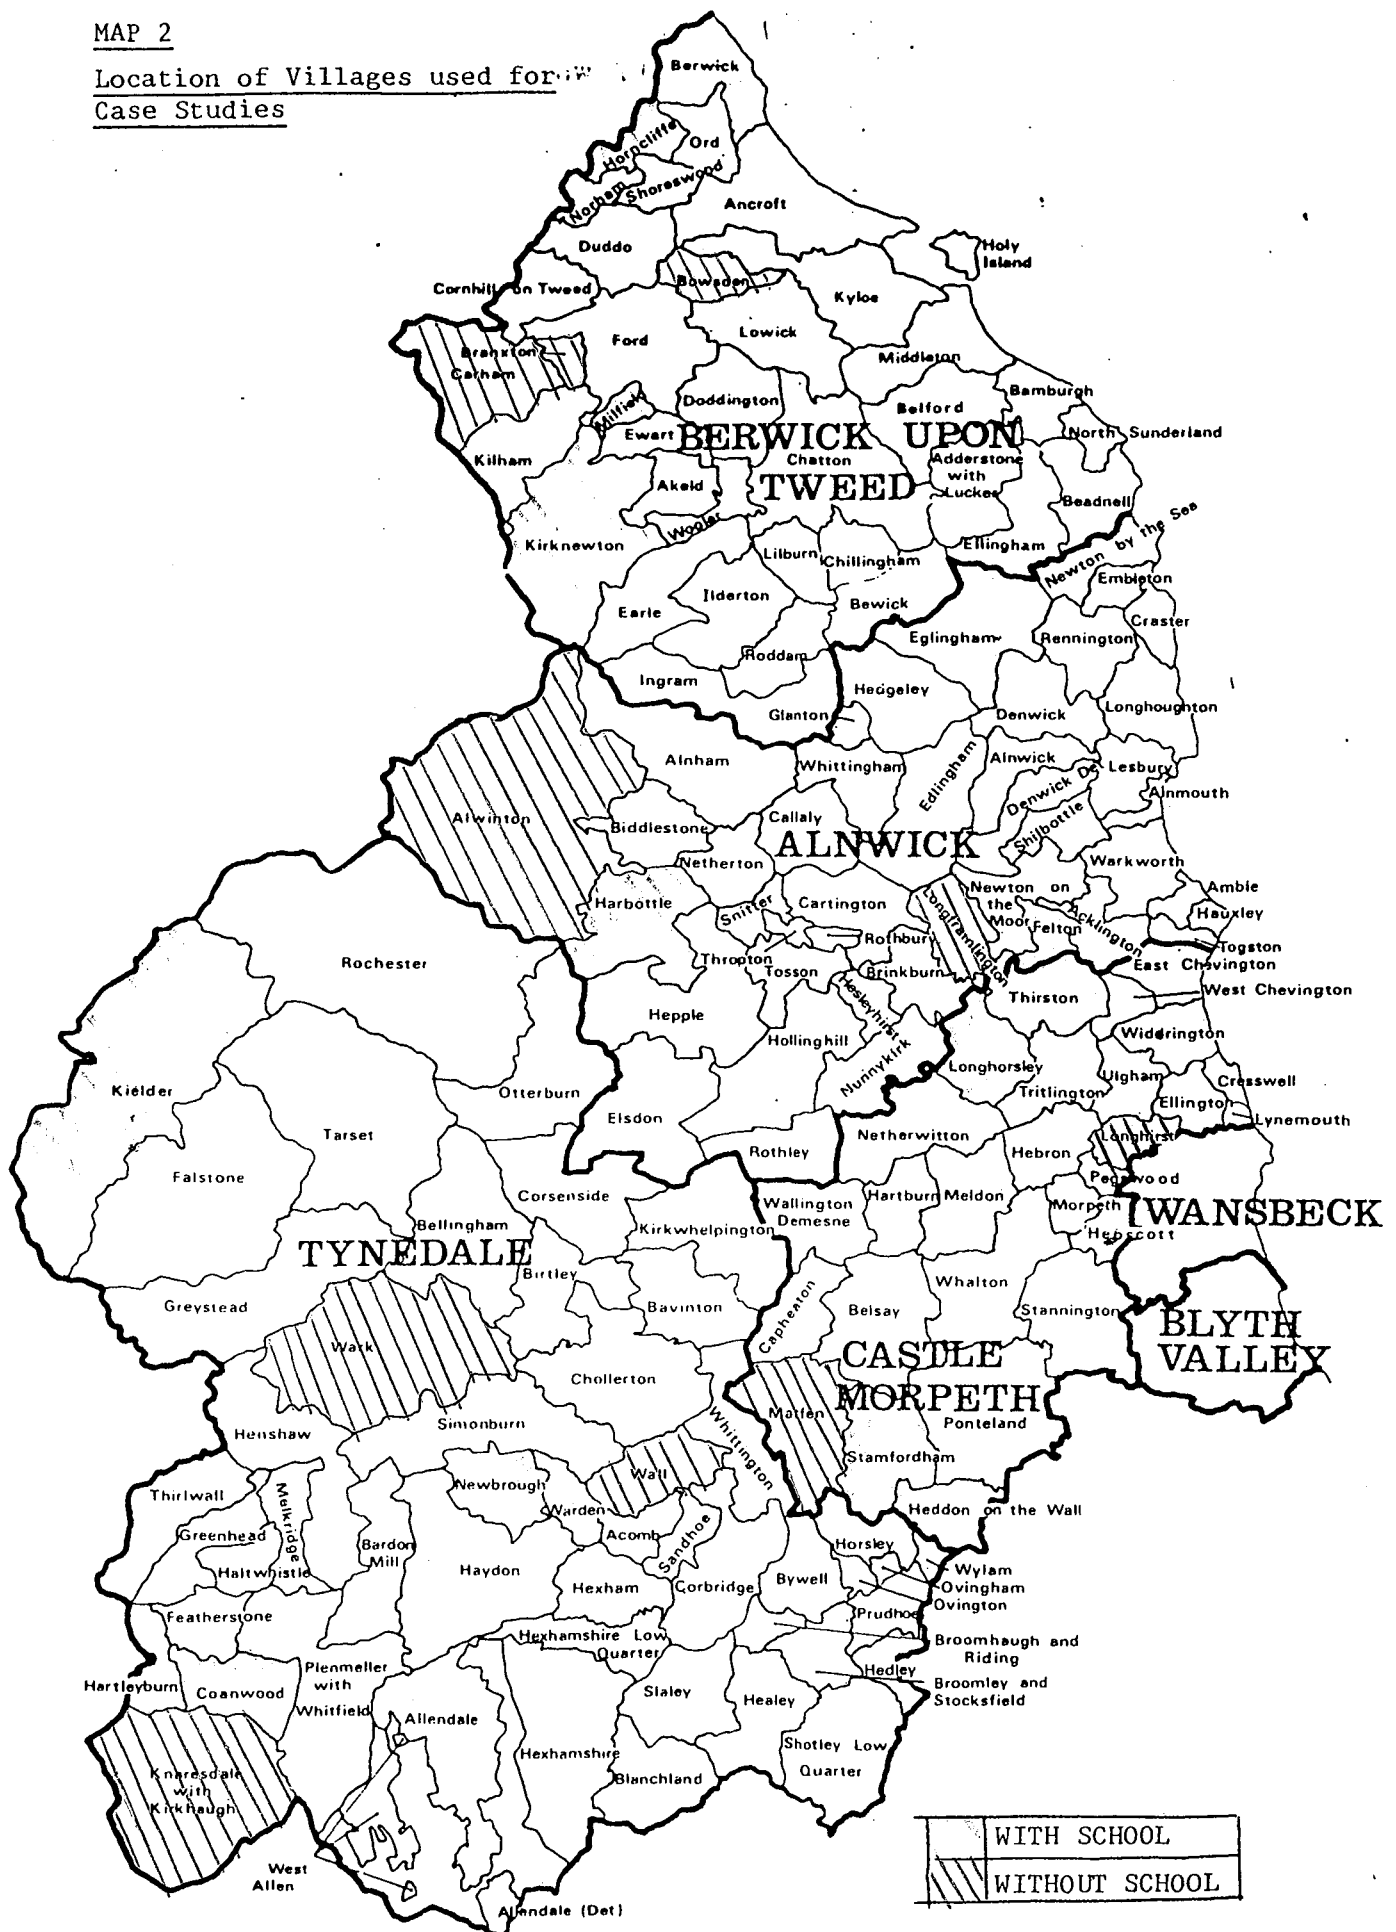 MAP 2
Location of Villages used for
Case Studies
Berwick
Horncliffe
Ord
Norham
Shoreswood
Ancroft
Duddo
Holy
Island
Cornhill on Tweed
Bowsden
Kyloe
Ford
Lowick
Branxton
Carham
Middleton
Bamburgh
Milfield
Doddington
Belford
Ewart
BERWICK UPON
TWEED
North Sunderland
Kilham
Chatton
Adderstone
with
Lucker
Akeld
Beadnell
Wooler
Kirknewton
Lilburn
Chillingham
Ellingham
Newton by the Sea
Embleton
Ilderton
Earle
Bewick
Craster
Eglingham
Rennington
Roddam
Ingram
Hedgeley
Glanton
Denwick
Longhoughton
Alnham
Whittingham
Edlingham
Alnwick
Denwick Det
Lesbury
Alnmouth
Alwinton
Biddlestone
Callaly
ALNWICK
Shilbottle
Netherton
Warkworth
Harbottle
Snitter
Cartington
Longframlington
Newton on
the
Moor
Felton
Acklington
Amble
Hauxley
Togston
Rothbury
Thropton
Tosson
Brinkburn
East Chevington
Rochester
Hesleyhirst
Thirston
West Chevington
Hepple
Hollinghill
Widdrington
Nunnykirk
Longhorsley
Kielder
Otterburn
Tritlington
Ulgham
Cresswell
Ellington
Lynemouth
Elsdon
Tarset
Netherwitton
Longhirst
Rothley
Hebron
Falstone
Pegswood
Corsenside
Wallington
Demesne
Hartburn
Meldon
Morpeth
WANSBECK
Bellingham
Kirkwhelpington
Hepscott
TYNEDALE
Birtley
Whalton
Greystead
Bavinton
Capheaton
Belsay
Stannington
BLYTH
VALLEY
Wark
CASTLE
MORPETH
Chollerton
Matfen
Ponteland
Henshaw
Simonburn
Whittington
Stamfordham
Wall
Thirlwall
Melkridge
Newbrough
Warden
Heddon on the Wall
Greenhead
Acomb
Sandhoe
Bardon
Mill
Horsley
Haltwhistle
Haydon
Hexham
Corbridge
Bywell
Wylam
Ovingham
Ovington
Featherstone
Prudhoe
Hexhamshire Low
Quarter
Broomhaugh and
Riding
Plenmeller
with
Whitfield
Hedley
Broomley and
Stocksfield
Hartleyburn
Coanwood
Slaley
Healey
Allendale
Hexhamshire
Shotley Low
Quarter
Knaresdale
with
Kirkhaugh
Blanchland
WITH SCHOOL
WITHOUT SCHOOL
West
Allen
Allendale (Det)